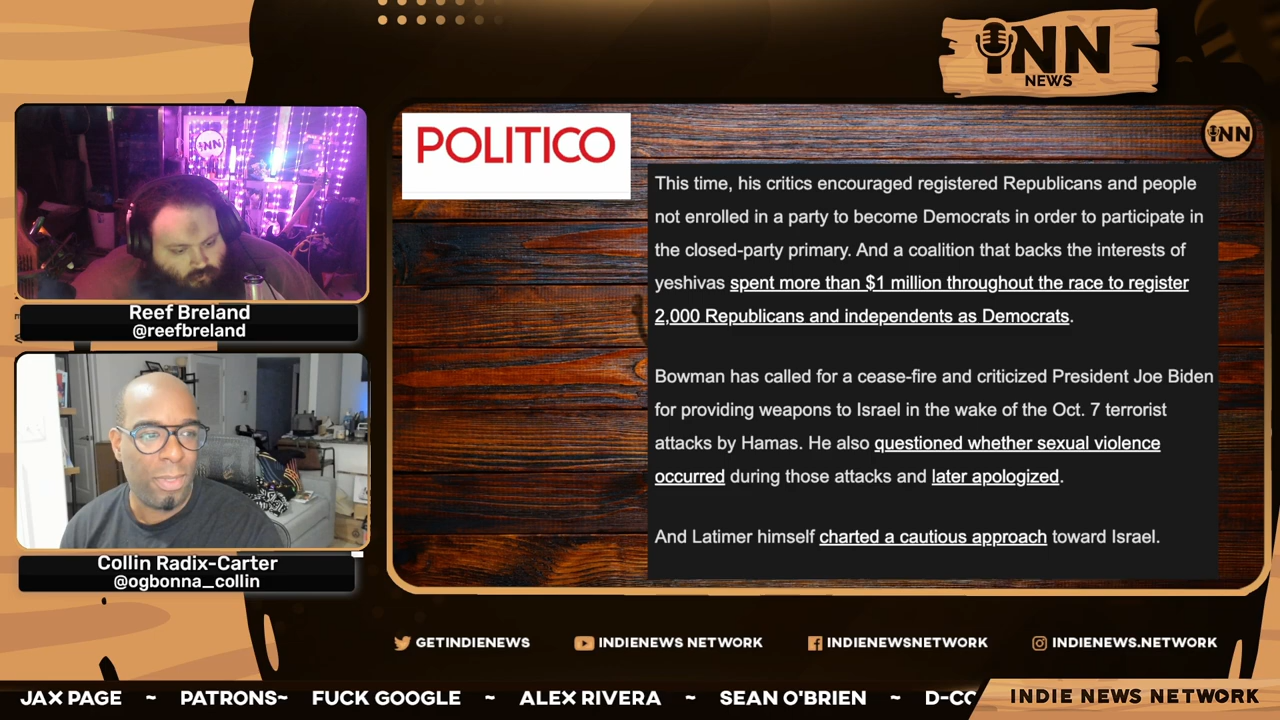 iNN
NEWS
iNN
iNN
POLITICO
This time, his critics encouraged registered Republicans and people
not enrolled in a party to become Democrats in order to participate in
the closed-party primary. And a coalition that backs the interests of
yeshivas spent more than $1 million throughout the race to register
2,000 Republicans and independents as Democrats.
Bowman has called for a cease-fire and criticized President Joe Biden
for providing weapons to Israel in the wake of the Oct. 7 terrorist
attacks by Hamas. He also questioned whether sexual violence
occurred during those attacks and later apologized.
And Latimer himself charted a cautious approach toward Israel.
Reef Breland
@reefbreland
Collin Radix-Carter
@ogbonna_collin
GETINDIENEWS
INDIENEWS NETWORK
INDIENEWSNETWORK
INDIENEWS.NETWORK
JAX PAGE ~ PATRONS~ FUCK GOOGLE ~ ALEX RIVERA ~ SEAN O'BRIEN ~ D-CO
INDIE NEWS NETWORK